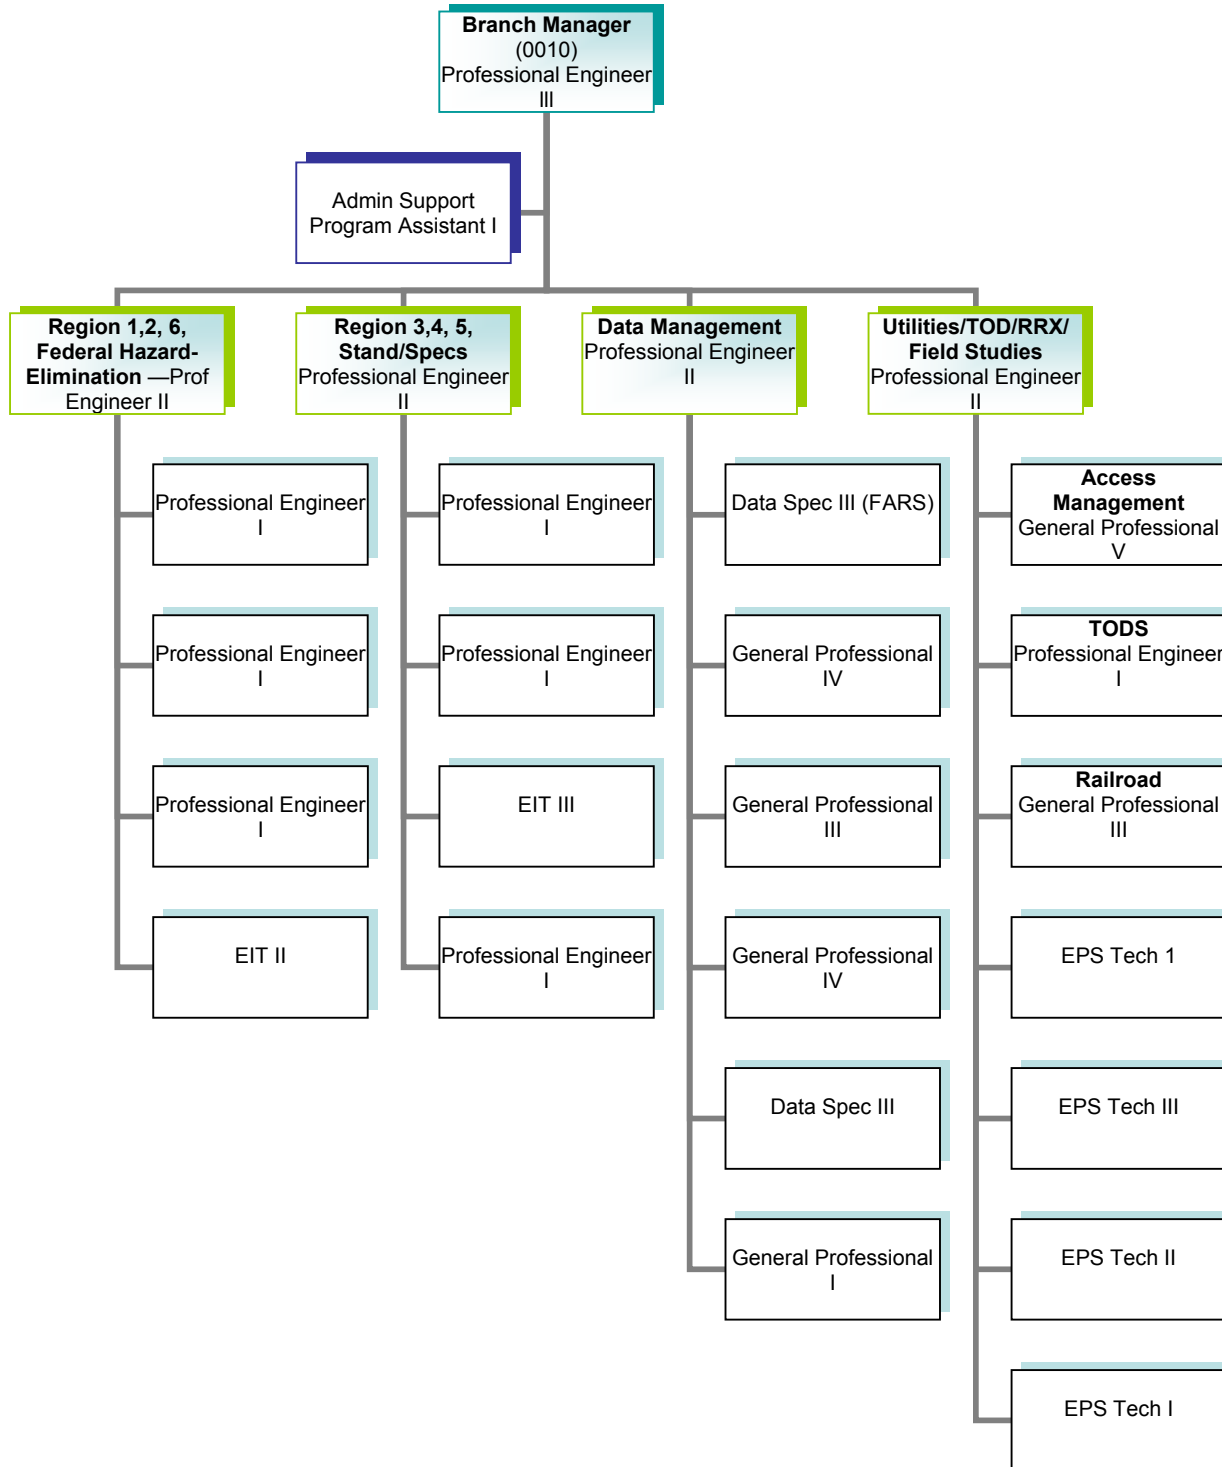 Branch Manager
(0010)
Professional Engineer
III
Admin Support
Program Assistant I
Region 1,2, 6,
Federal Hazard-
Elimination —Prof
Engineer II
Region 3,4, 5,
Stand/Specs
Professional Engineer
II
Data Management
Professional Engineer
II
Utilities/TOD/RRX/
Field Studies
Professional Engineer
II
Professional Engineer
I
Professional Engineer
I
Professional Engineer
I
EIT II
Professional Engineer
I
Professional Engineer
I
EIT III
Professional Engineer
I
Data Spec III (FARS)
General Professional
IV
General Professional
III
General Professional
IV
Data Spec III
General Professional
I
Access
Management
General Professional
V
TODS
Professional Engineer
I
Railroad
General Professional
III
EPS Tech 1
EPS Tech III
EPS Tech II
EPS Tech I